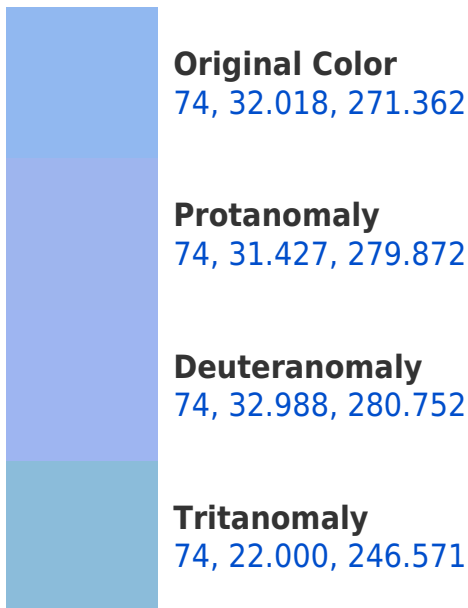 Original Color
74, 32.018, 271.362
Protanomaly
74, 31.427, 279.872
Deuteranomaly
74, 32.988, 280.752
Tritanomaly
74, 22.000, 246.571